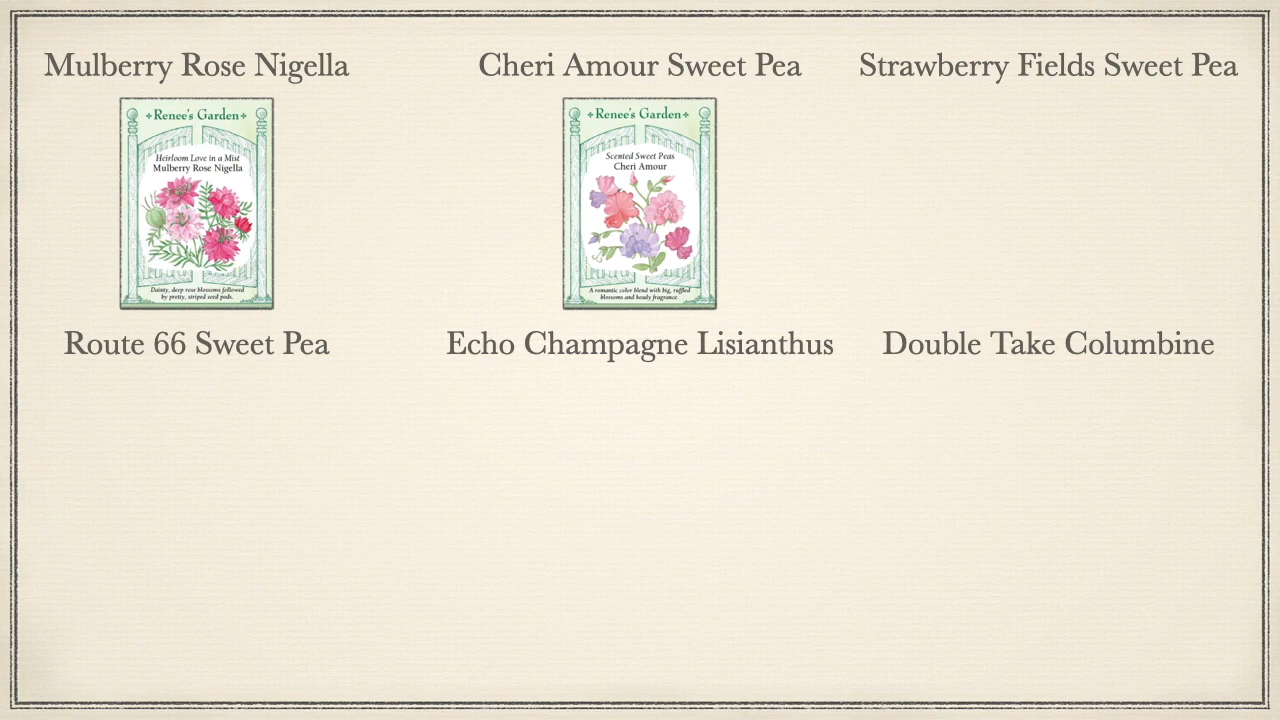 Mulberry Rose Nigella
Cheri Amour Sweet Pea
Strawberry Fields Sweet Pea
Renee's Garden
Heirloom Love in a Mist
Mulberry Rose Nigella
Dainty, deep rose blossoms followed
by pretty, striped seed pods.
Renee's Garden
Scented Sweet Peas
Cheri Amour
A romantic color blend with big, ruffled
blossoms and heady fragrance.
Route 66 Sweet Pea
Echo Champagne Lisianthus
Double Take Columbine